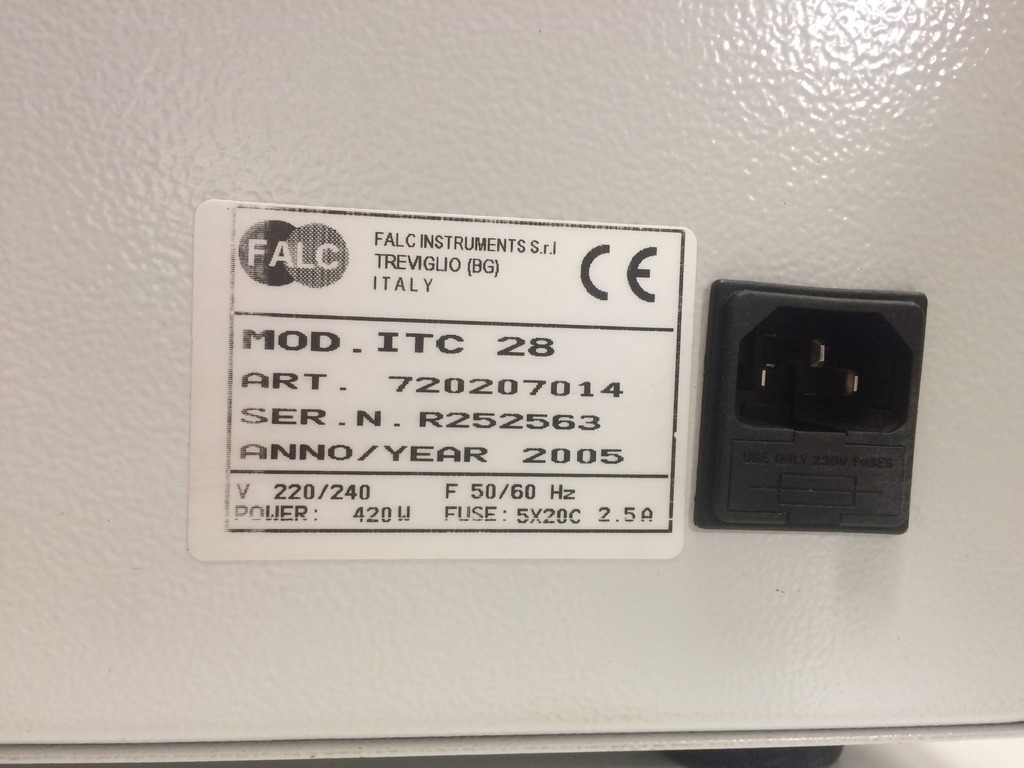 FALC
FALC INSTRUMENTS S.r.l
TREVIGLIO (BG)
ITALY
CE
MOD. ITC 28
ART. 720207014
SER.N. R252563
ANNO/YEAR 2005
V 220/240 F 50/60 Hz
POWER: 420W FUSE: 5X20C 2.5A
USE ONLY 250V FUSES